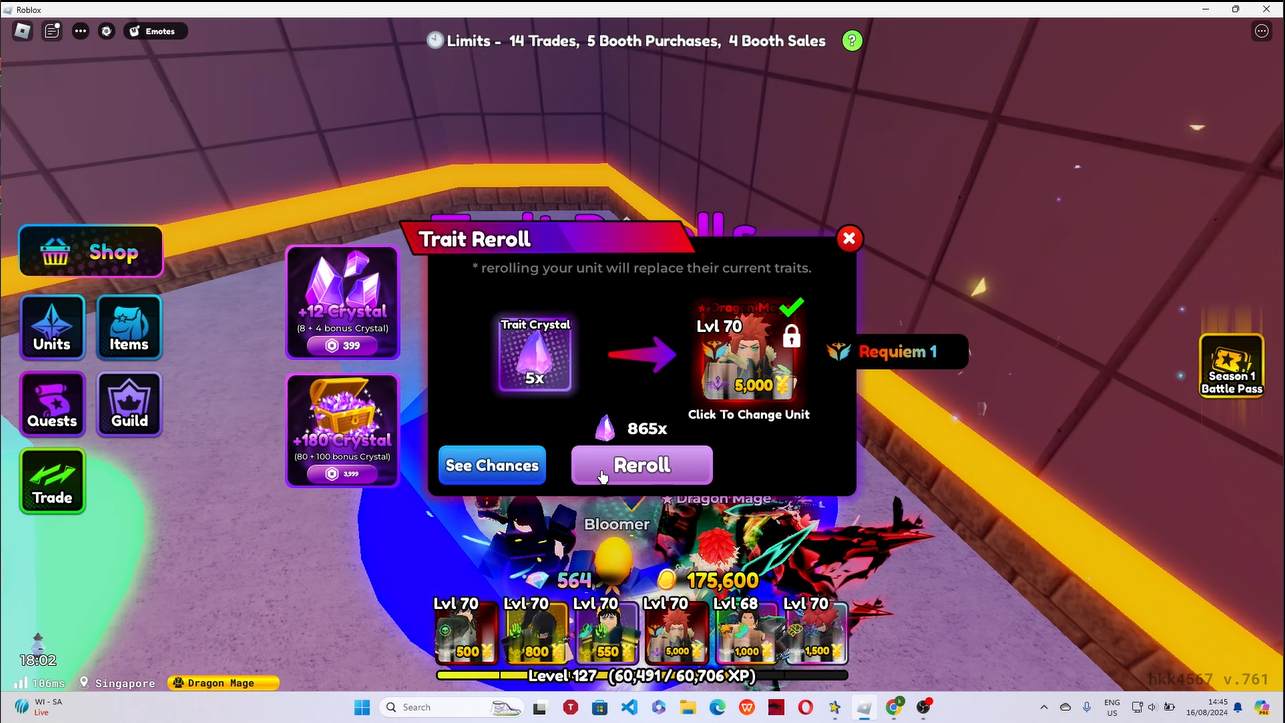 Roblox
Emotes
Limits - 14 Trades, 5 Booth Purchases, 4 Booth Sales
?
Shop
Units
Items
Quests
Guild
Trade
+12 Crystal
(8 + 4 bonus Crystal)
399
+180 Crystal
(80 + 100 bonus Crystal)
3,999
Trait Reroll
* rerolling your unit will replace their current traits.
Trait Crystal
5x
Lvl 70
5,000
Click To Change Unit
Requiem 1
865x
See Chances
Reroll
Season 1
Battle Pass
Dragon Mage
Bloomer
564
175,600
Lvl 70
500
Lvl 70
800
Lvl 70
550
Lvl 70
5,000
Lvl 68
1,000
Lvl 70
1,500
Level 127 (60,491 / 60,706 XP)
18:02
106ms
Singapore
Dragon Mage
hkk4567 v.761
WI - SA
Live
Search
ENG
US
14:45
16/08/2024